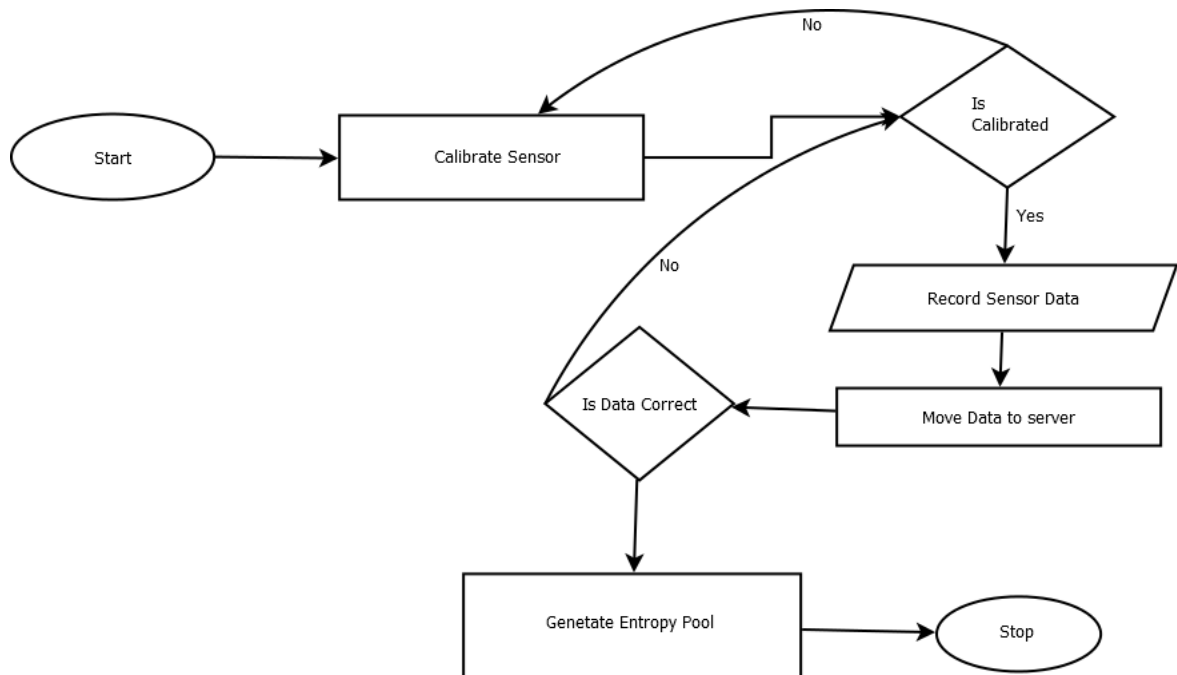 No
Start
Calibrate Sensor
Is
Calibrated
Yes
No
Record Sensor Data
Is Data Correct
Move Data to server
Genetate Entropy Pool
Stop